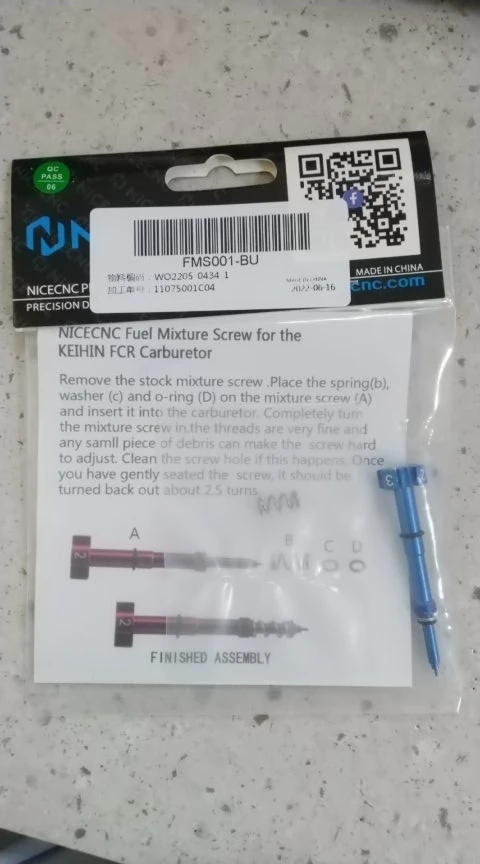 QC
PASS
06
N
FMS001-BU
物料编码: WO2205-0434-1
加工单号: 11075001C04
MADE IN CHINA
2022-06-16
f
MADE IN CHINA
cnc.com
NICECNC
PRECISION
NICECNC Fuel Mixture Screw for the
KEIHIN FCR Carburetor
Remove the stock mixture screw .Place the spring(b),
washer (c) and o-ring (D) on the mixture screw (A)
and insert it into the carburetor. Completely turn
the mixture screw in.the threads are very fine and
any samll piece of debris can make the screw hard
to adjust. Clean the screw hole if this happens. Once
you have gently seated the screw, it should be
turned back out about 2.5 turns
A
B
C
D
2
2
3
2
FINISHED ASSEMBLY